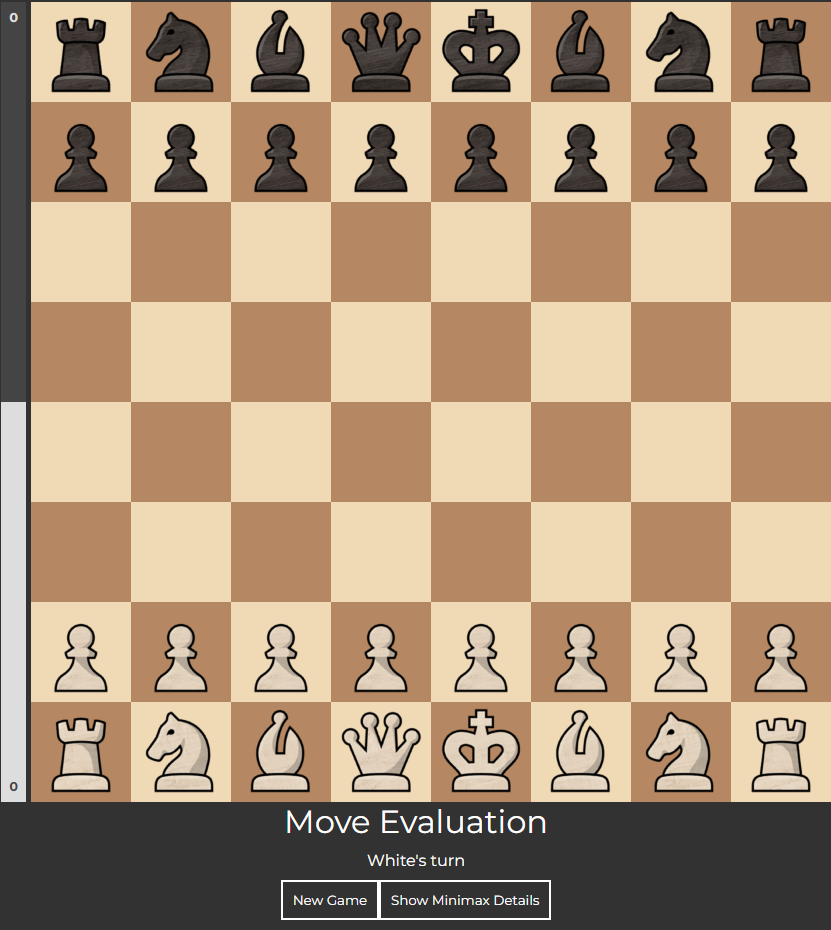 0
0
Move Evaluation
White's turn
New Game
Show Minimax Details